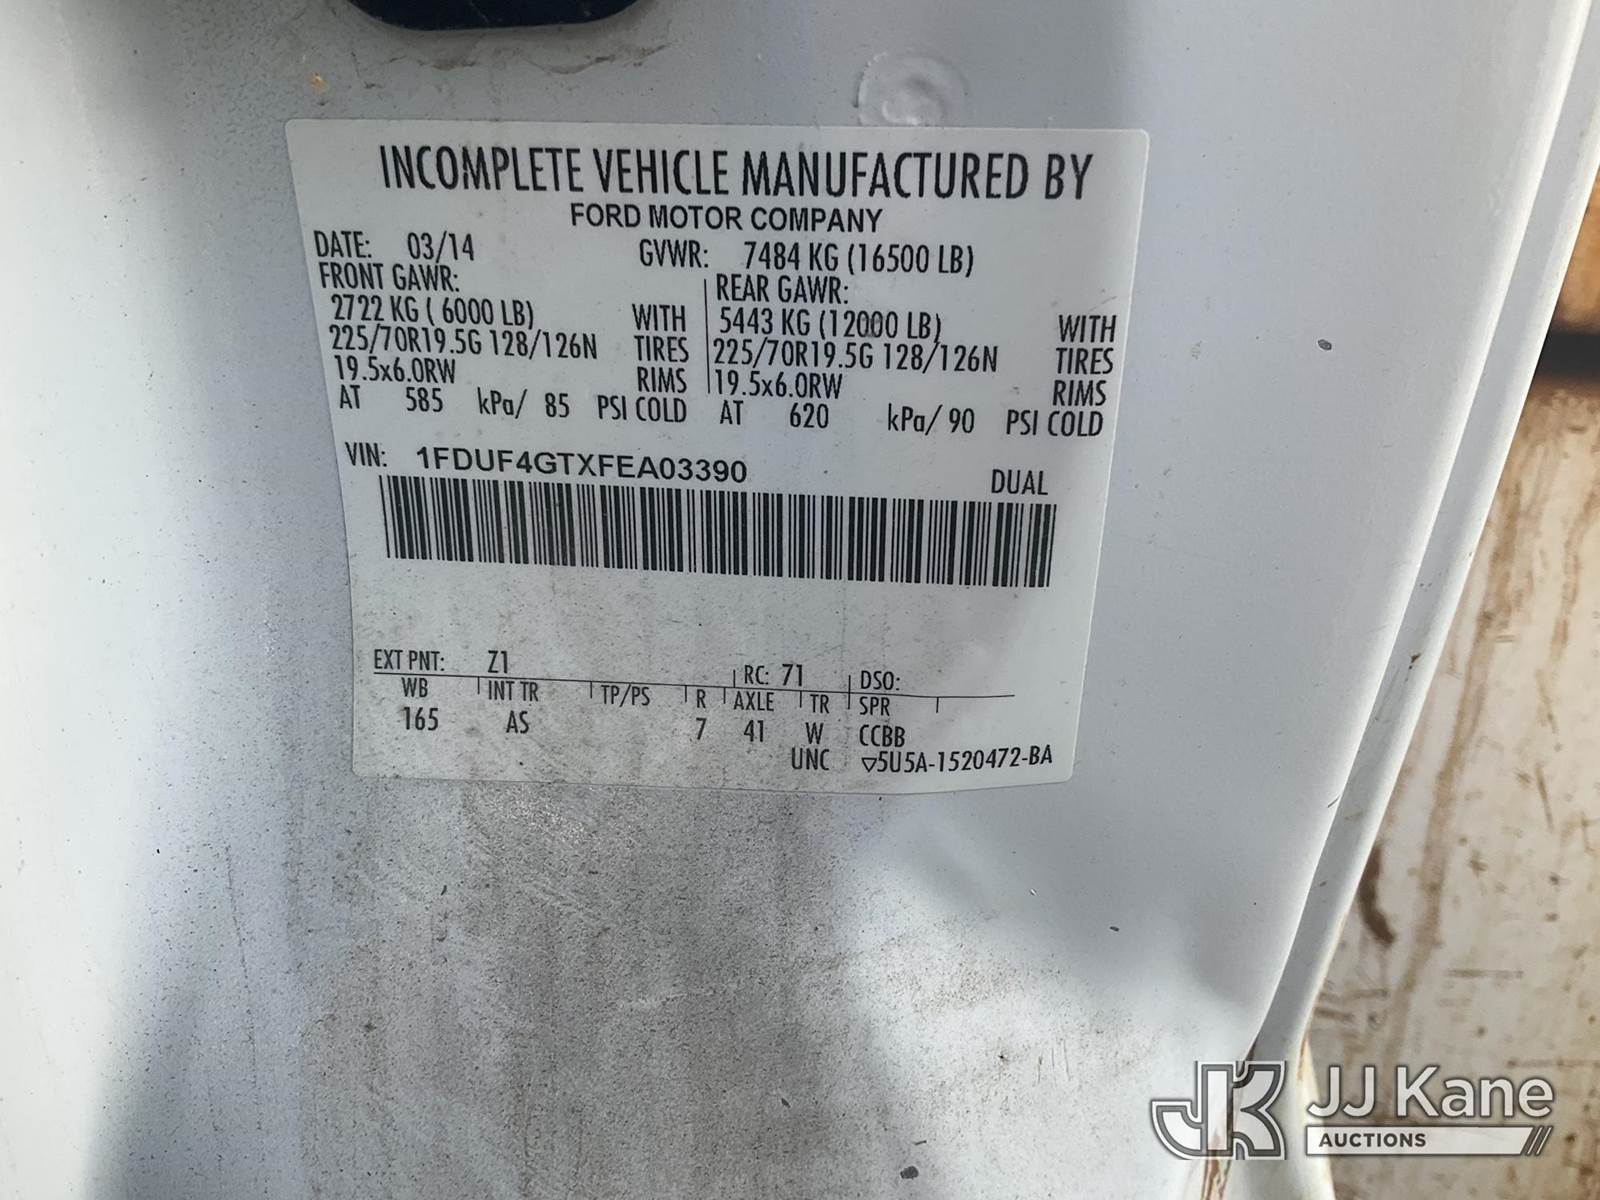 INCOMPLETE VEHICLE MANUFACTURED BY
FORD MOTOR COMPANY
DATE: 03/14 GVWR: 7484 KG (16500 LB)
FRONT GAWR: REAR GAWR:
2722 KG ( 6000 LB) WITH 5443 KG (12000 LB) WITH
225/70R19.5G 128/126N TIRES 225/70R19.5G 128/126N TIRES
19.5x6.0RW RIMS 19.5x6.0RW RIMS
AT 585 kPa/ 85 PSI COLD AT 620 kPa/ 90 PSI COLD
VIN: 1FDUF4GTXFEA03390 DUAL
EXT PNT: Z1 RC: 71 DSO:
WB INT TR TP/PS R AXLE TR SPR
165 AS 7 41 W CCBB
UNC ▽5U5A-1520472-BA
JK JJ Kane
AUCTIONS